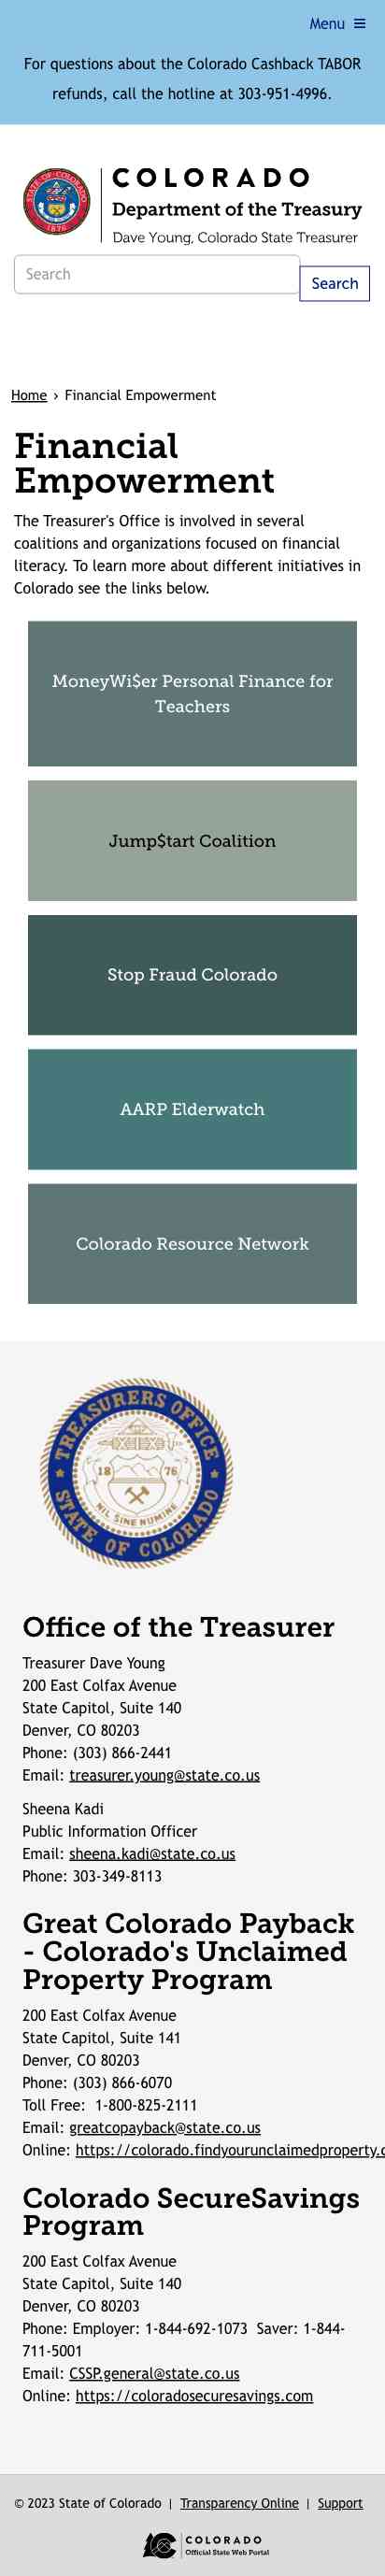 Menu ≡
For questions about the Colorado Cashback TABOR
refunds, call the hotline at 303-951-4996.
STATE OF COLORADO
1876
COLORADO
Department of the Treasury
Dave Young, Colorado State Treasurer
Search
Search
Home › Financial Empowerment
Financial
Empowerment
The Treasurer's Office is involved in several
coalitions and organizations focused on financial
literacy. To learn more about different initiatives in
Colorado see the links below.
MoneyWi$er Personal Finance for
Teachers
Jump$tart Coalition
Stop Fraud Colorado
AARP Elderwatch
Colorado Resource Network
TREASURERS OFFICE
1876
NIL SINE NUMINE
STATE OF COLORADO
Office of the Treasurer
Treasurer Dave Young
200 East Colfax Avenue
State Capitol, Suite 140
Denver, CO 80203
Phone: (303) 866-2441
Email: treasurer.young@state.co.us
Sheena Kadi
Public Information Officer
Email: sheena.kadi@state.co.us
Phone: 303-349-8113
Great Colorado Payback
- Colorado's Unclaimed
Property Program
200 East Colfax Avenue
State Capitol, Suite 141
Denver, CO 80203
Phone: (303) 866-6070
Toll Free:  1-800-825-2111
Email: greatcopayback@state.co.us
Online: https://colorado.findyourunclaimedproperty.c
Colorado SecureSavings
Program
200 East Colfax Avenue
State Capitol, Suite 140
Denver, CO 80203
Phone: Employer: 1-844-692-1073  Saver: 1-844-
711-5001
Email: CSSP.general@state.co.us
Online: https://coloradosecuresavings.com
© 2023 State of Colorado | Transparency Online | Support
COLORADO
Official State Web Portal